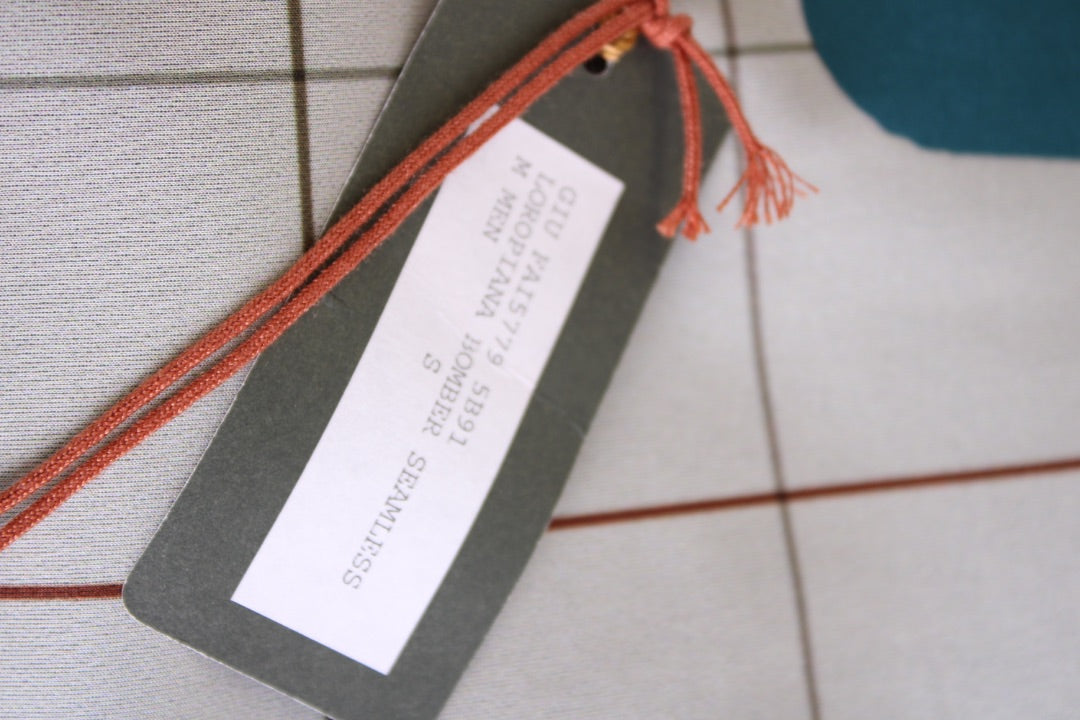 GIU FAI5779 5B91
LOROPIANA BOMBER SEAMLESS
M MEN S